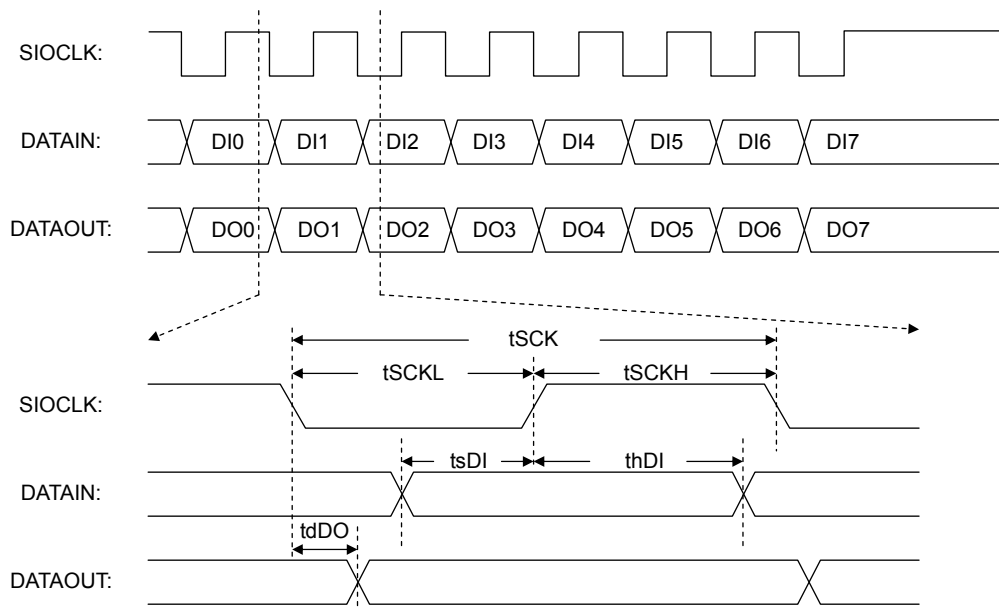 SIOCLK:
DATAIN: DI0 DI1 DI2 DI3 DI4 DI5 DI6 DI7
DATAOUT: DO0 DO1 DO2 DO3 DO4 DO5 DO6 DO7
tSCK
tSCKL tSCKH
SIOCLK:
tsDI thDI
DATAIN:
tdDO
DATAOUT: